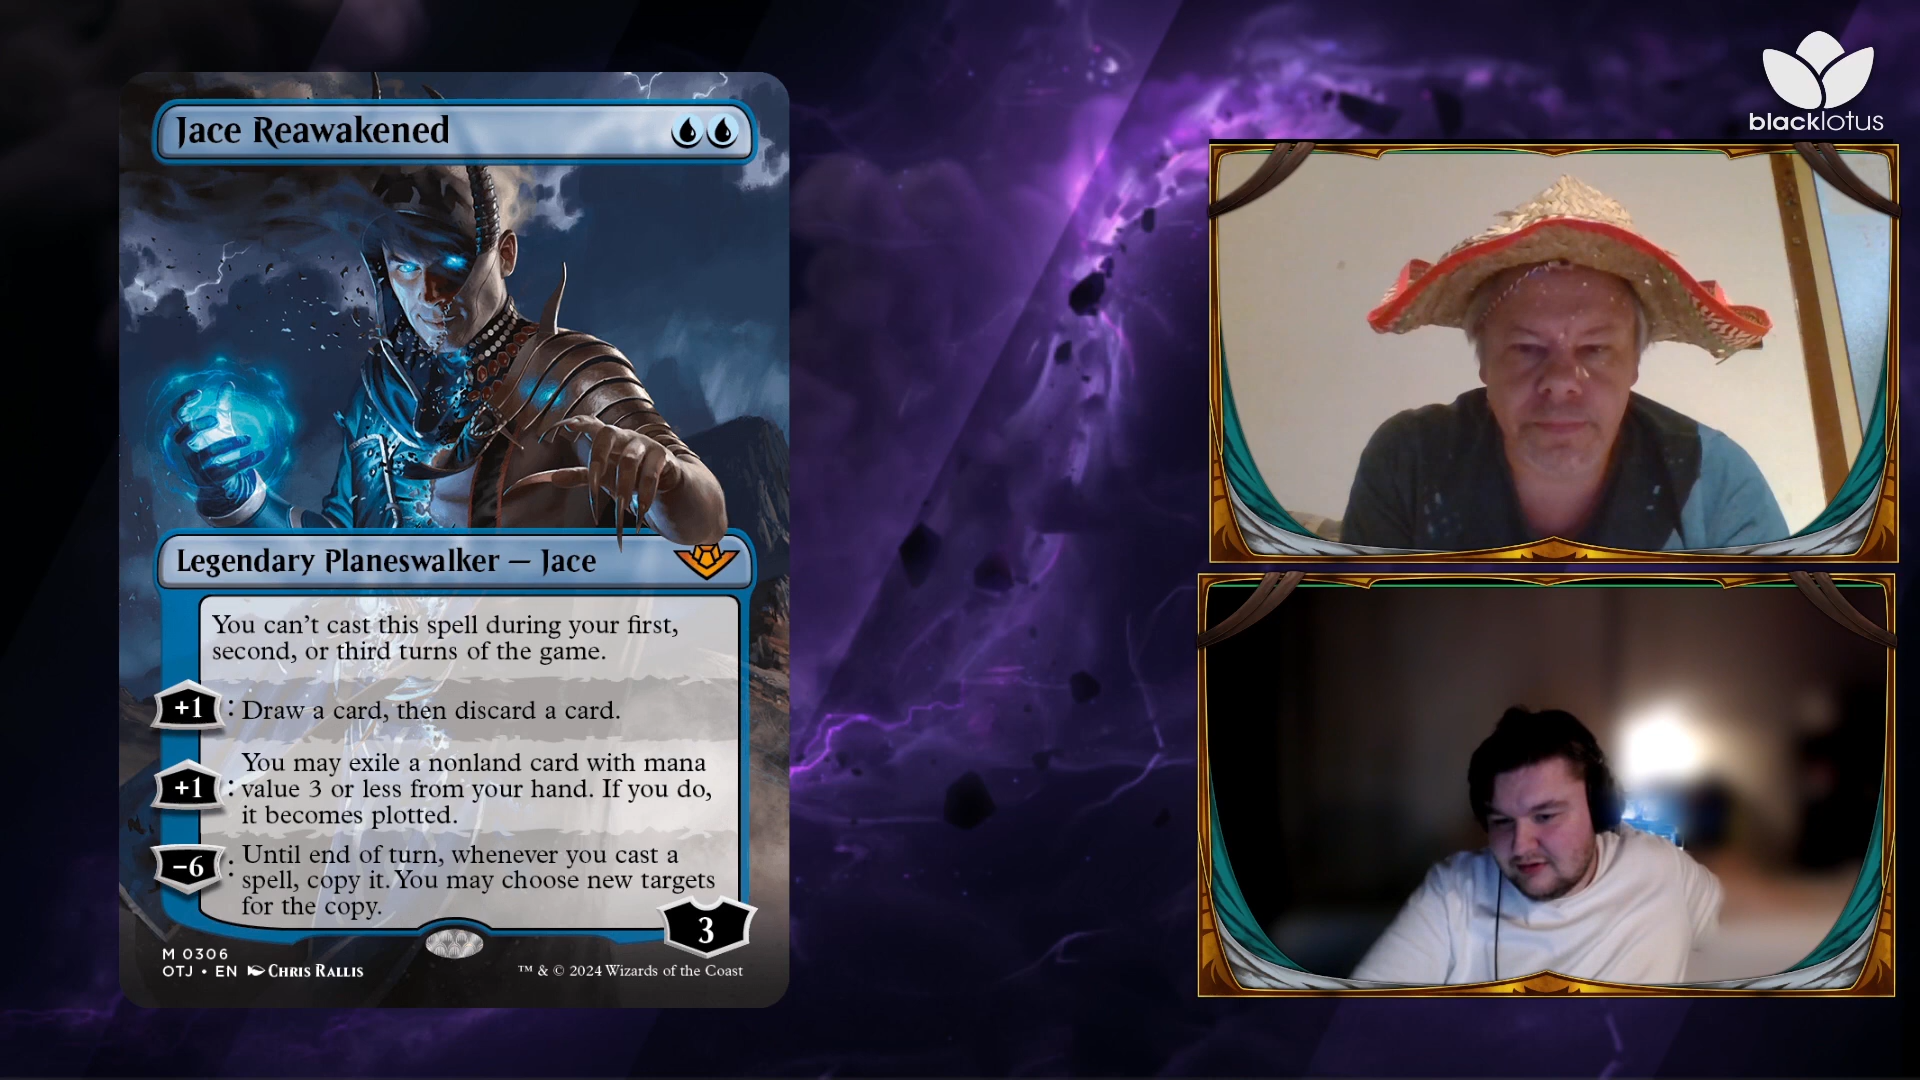 Jace Reawakened
Legendary Planeswalker — Jace
You can't cast this spell during your first,
second, or third turns of the game.
+1: Draw a card, then discard a card.
+1: You may exile a nonland card with mana
value 3 or less from your hand. If you do,
it becomes plotted.
−6: Until end of turn, whenever you cast a
spell, copy it. You may choose new targets
for the copy.
3
M 0306
OTJ • EN Chris Rallis
™ & © 2024 Wizards of the Coast
blacklotus